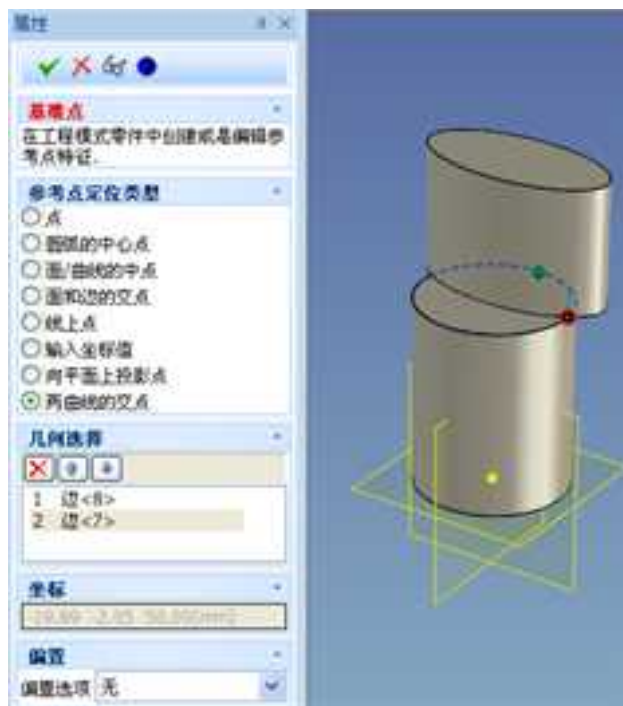 属性
基准点
在工程模式零件中创建或是编辑参
考点特征.
参考点定位类型
点
圆弧的中心点
面/曲线的中点
面和边的交点
线上点
输入坐标值
向平面上投影点
两曲线的交点
几何选择
1 边<6>
2 边<7>
坐标
偏置
偏置选项 无